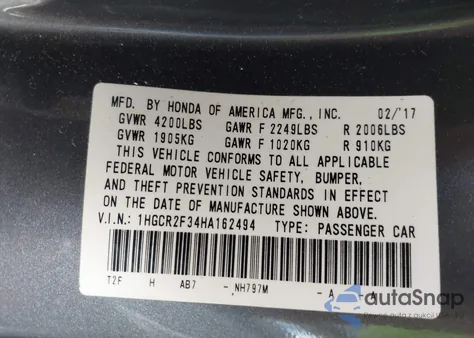 MFD. BY HONDA OF AMERICA MFG., INC. 02/'17
GVWR 4200LBS GAWR F 2249LBS R 2006LBS
GVWR 1905KG GAWR F 1020KG R 910KG
THIS VEHICLE CONFORMS TO ALL APPLICABLE
FEDERAL MOTOR VEHICLE SAFETY, BUMPER,
AND THEFT PREVENTION STANDARDS IN EFFECT
ON THE DATE OF MANUFACTURE SHOWN ABOVE.
V.I.N.: 1HGCR2F34HA162494 TYPE: PASSENGER CAR
T2F H AB7 -,NH797M -A
autoSnap